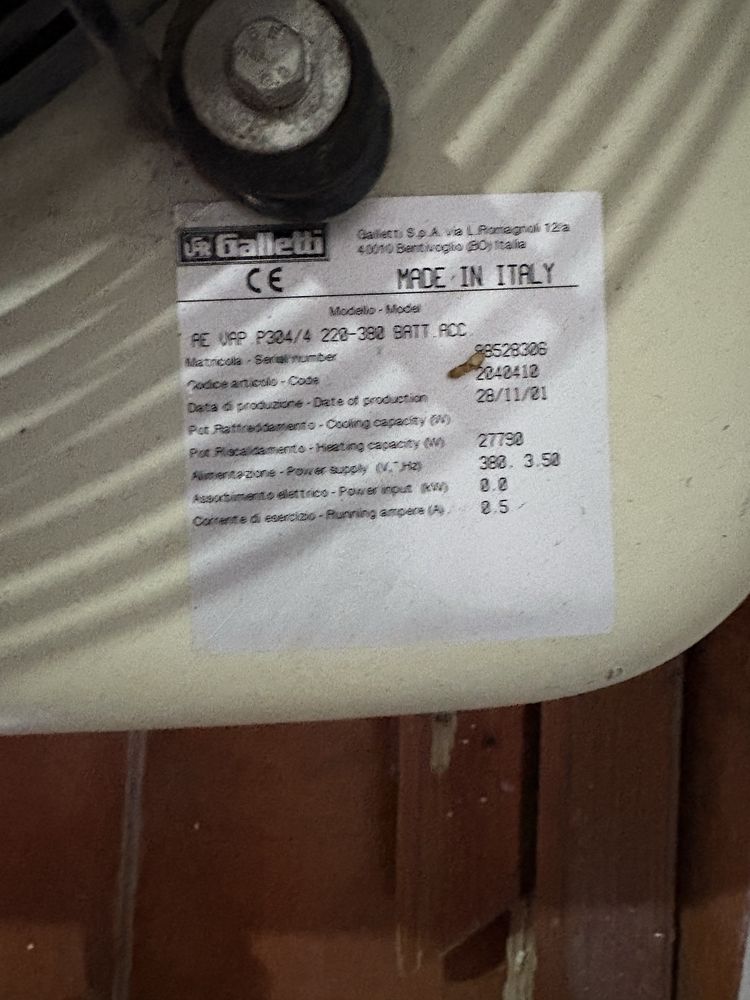 Galletti
Galletti S.p.A. via L.Romagnoli 12/a
40010 Bentivoglio (BO) Italia
CE
MADE IN ITALY
Modello - Model
AE VAP P304/4 220-380 BATT.ACC.
Matricola - Serial number 98528306
Codice articolo - Code 2040410
Data di produzione - Date of production 28/11/01
Pot.Raffreddamento - Cooling capacity (W)
Pot.Riscaldamento - Heating capacity (W) 27790
Alimentazione - Power supply (V,~,Hz) 380. 3.50
Assorbimento elettrico - Power input (kW) 0.0
Corrente di esercizio - Running ampere (A) 0.5